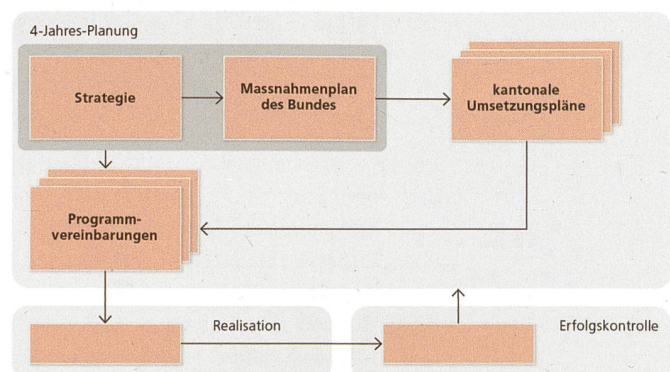 4-Jahres-Planung
Strategie
Massnahmenplan
des Bundes
kantonale
Umsetzungspläne
Programm-
vereinbarungen
Realisation
Erfolgskontrolle